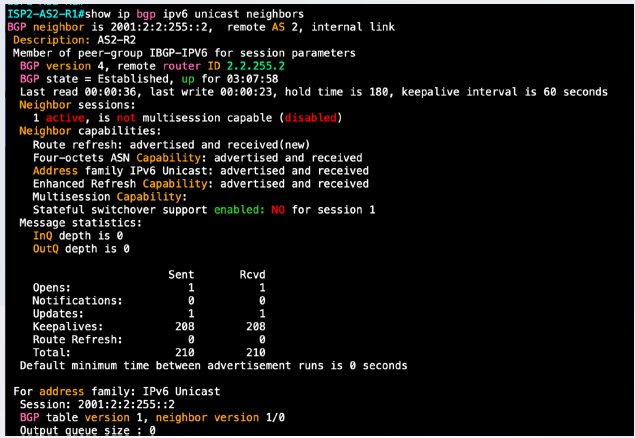 ISP2-AS2-R1#show ip bgp ipv6 unicast neighbors
BGP neighbor is 2001:2:2:255::2, remote AS 2, internal link
Description: AS2-R2
Member of peer-group IBGP-IPV6 for session parameters
BGP version 4, remote router ID 2.2.255.2
BGP state = Established, up for 03:07:58
Last read 00:00:36, last write 00:00:23, hold time is 180, keepalive interval is 60 seconds
Neighbor sessions:
1 active, is not multisession capable (disabled)
Neighbor capabilities:
Route refresh: advertised and received(new)
Four-octets ASN Capability: advertised and received
Address family IPv6 Unicast: advertised and received
Enhanced Refresh Capability: advertised and received
Multisession Capability:
Stateful switchover support enabled: NO for session 1
Message statistics:
InQ depth is 0
OutQ depth is 0
Sent Rcvd
Opens: 1 1
Notifications: 0 0
Updates: 1 1
Keepalives: 208 208
Route Refresh: 0 0
Total: 210 210
Default minimum time between advertisement runs is 0 seconds
For address family: IPv6 Unicast
Session: 2001:2:2:255::2
BGP table version 1, neighbor version 1/0
Output queue size : 0